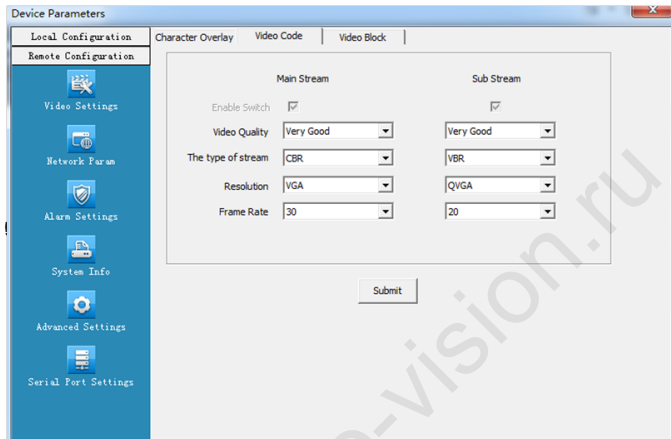 Device Parameters
Local Configuration
Remote Configuration
Video Settings
Network Param
Alarm Settings
System Info
Advanced Settings
Serial Port Settings
Character Overlay Video Code Video Block
Main Stream Sub Stream
Enable Switch
Video Quality Very Good Very Good
The type of stream CBR VBR
Resolution VGA QVGA
Frame Rate 30 20
Submit
-vision.ru